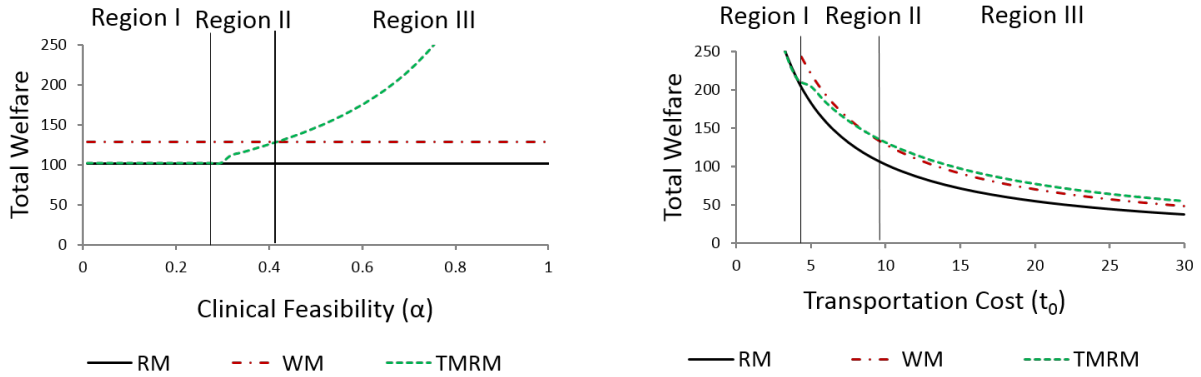 Region I Region II Region III
Total Welfare
250
200
150
100
50
0
0 0.2 0.4 0.6 0.8 1
Clinical Feasibility (α)
RM WM TMRM
Region I Region II Region III
Total Welfare
250
200
150
100
50
0
0 5 10 15 20 25 30
Transportation Cost (t₀)
RM WM TMRM